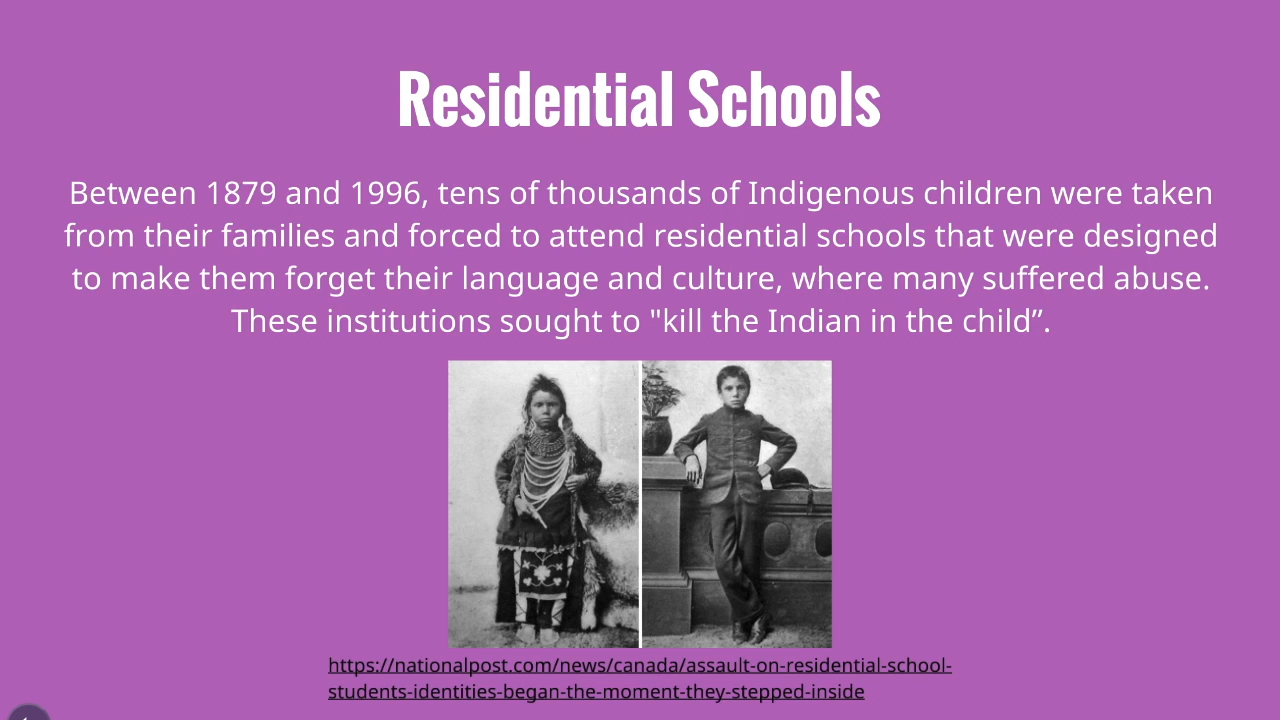 Residential Schools
Between 1879 and 1996, tens of thousands of Indigenous children were taken
from their families and forced to attend residential schools that were designed
to make them forget their language and culture, where many suffered abuse.
These institutions sought to "kill the Indian in the child”.
https://nationalpost.com/news/canada/assault-on-residential-school-
students-identities-began-the-moment-they-stepped-inside